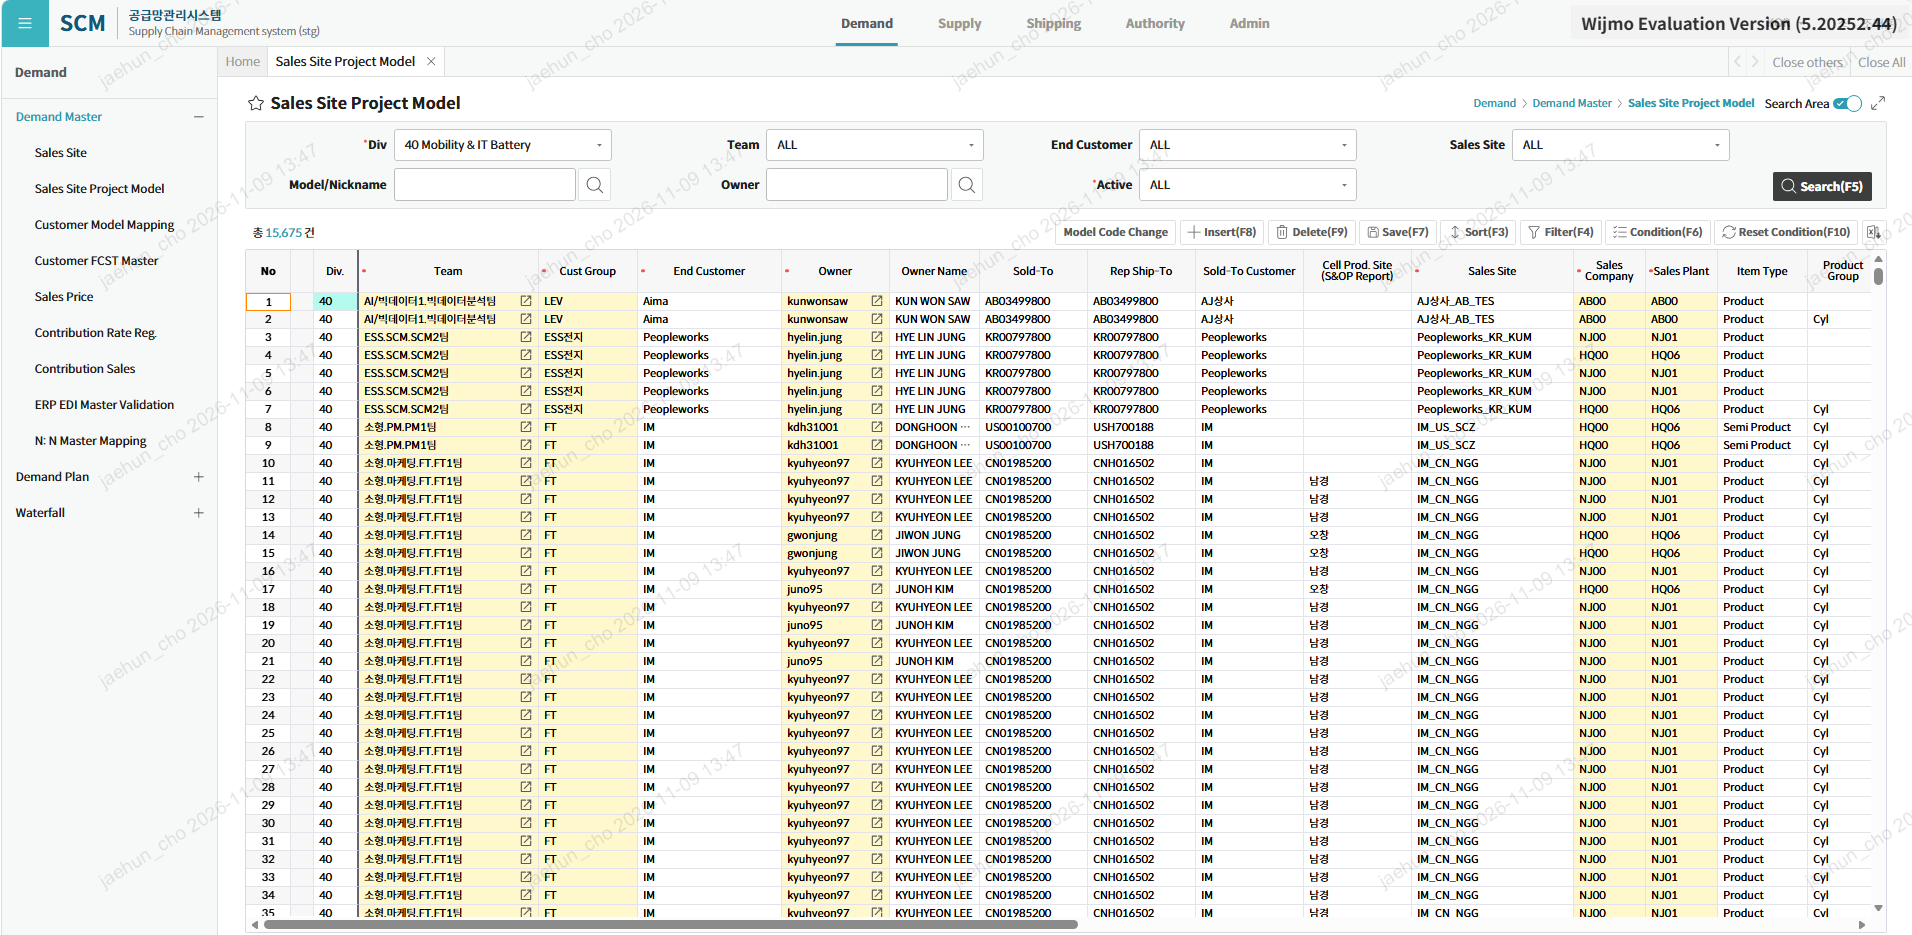 SCM 공급망관리시스템
Supply Chain Management system (stg)
Demand Supply Shipping Authority Admin
Wijmo Evaluation Version (5.20252.44)
Demand
Home Sales Site Project Model
Close others Close All
Demand Master
Sales Site
Sales Site Project Model
Customer Model Mapping
Customer FCST Master
Sales Price
Contribution Rate Reg.
Contribution Sales
ERP EDI Master Validation
N: N Master Mapping
Demand Plan
Waterfall
Sales Site Project Model
Demand > Demand Master > Sales Site Project Model Search Area
*Div 40 Mobility & IT Battery Team ALL End Customer ALL Sales Site ALL
Model/Nickname Owner *Active ALL Search(F5)
총 15,675 건
Model Code Change Insert(F8) Delete(F9) Save(F7) Sort(F3) Filter(F4) Condition(F6) Reset Condition(F10)
No Div. Team Cust Group End Customer Owner Owner Name Sold-To Rep Ship-To Sold-To Customer Cell Prod. Site (S&OP Report) Sales Site Sales Company Sales Plant Item Type Product Group
1 40 AI/빅데이터1.빅데이터분석팀 LEV Aima kunwonsaw KUN WON SAW AB03499800 AB03499800 AJ상사 AJ상사_AB_TES AB00 AB00 Product
2 40 AI/빅데이터1.빅데이터분석팀 LEV Aima kunwonsaw KUN WON SAW AB03499800 AB03499800 AJ상사 AJ상사_AB_TES AB00 AB00 Product Cyl
3 40 ESS.SCM.SCM2팀 ESS전지 Peopleworks hyelin.jung HYE LIN JUNG KR00797800 KR00797800 Peopleworks Peopleworks_KR_KUM NJ00 NJ01 Product
4 40 ESS.SCM.SCM2팀 ESS전지 Peopleworks hyelin.jung HYE LIN JUNG KR00797800 KR00797800 Peopleworks Peopleworks_KR_KUM HQ00 HQ06 Product
5 40 ESS.SCM.SCM2팀 ESS전지 Peopleworks hyelin.jung HYE LIN JUNG KR00797800 KR00797800 Peopleworks Peopleworks_KR_KUM NJ00 NJ01 Product
6 40 ESS.SCM.SCM2팀 ESS전지 Peopleworks hyelin.jung HYE LIN JUNG KR00797800 KR00797800 Peopleworks Peopleworks_KR_KUM NJ00 NJ01 Product
7 40 ESS.SCM.SCM2팀 ESS전지 Peopleworks hyelin.jung HYE LIN JUNG KR00797800 KR00797800 Peopleworks Peopleworks_KR_KUM HQ00 HQ06 Product Cyl
8 40 소형.PM.PM1팀 FT IM kdh31001 DONGHOON ··· US00100700 USH700188 IM IM_US_SCZ HQ00 HQ06 Semi Product Cyl
9 40 소형.PM.PM1팀 FT IM kdh31001 DONGHOON ··· US00100700 USH700188 IM IM_US_SCZ HQ00 HQ06 Semi Product Cyl
10 40 소형.마케팅.FT.FT1팀 FT IM kyuhyeon97 KYUHYEON LEE CN01985200 CNH016502 IM IM_CN_NGG NJ00 NJ01 Product Cyl
11 40 소형.마케팅.FT.FT1팀 FT IM kyuhyeon97 KYUHYEON LEE CN01985200 CNH016502 IM 남경 IM_CN_NGG NJ00 NJ01 Product Cyl
12 40 소형.마케팅.FT.FT1팀 FT IM kyuhyeon97 KYUHYEON LEE CN01985200 CNH016502 IM 남경 IM_CN_NGG NJ00 NJ01 Product Cyl
13 40 소형.마케팅.FT.FT1팀 FT IM kyuhyeon97 KYUHYEON LEE CN01985200 CNH016502 IM 남경 IM_CN_NGG NJ00 NJ01 Product Cyl
14 40 소형.마케팅.FT.FT1팀 FT IM gwonjung JIWON JUNG CN01985200 CNH016502 IM 오창 IM_CN_NGG HQ00 HQ06 Product Cyl
15 40 소형.마케팅.FT.FT1팀 FT IM gwonjung JIWON JUNG CN01985200 CNH016502 IM 오창 IM_CN_NGG HQ00 HQ06 Product Cyl
16 40 소형.마케팅.FT.FT1팀 FT IM kyuhyeon97 KYUHYEON LEE CN01985200 CNH016502 IM 남경 IM_CN_NGG NJ00 NJ01 Product Cyl
17 40 소형.마케팅.FT.FT1팀 FT IM juno95 JUNOH KIM CN01985200 CNH016502 IM 오창 IM_CN_NGG HQ00 HQ06 Product Cyl
18 40 소형.마케팅.FT.FT1팀 FT IM kyuhyeon97 KYUHYEON LEE CN01985200 CNH016502 IM 남경 IM_CN_NGG NJ00 NJ01 Product Cyl
19 40 소형.마케팅.FT.FT1팀 FT IM juno95 JUNOH KIM CN01985200 CNH016502 IM 남경 IM_CN_NGG NJ00 NJ01 Product Cyl
20 40 소형.마케팅.FT.FT1팀 FT IM kyuhyeon97 KYUHYEON LEE CN01985200 CNH016502 IM 남경 IM_CN_NGG NJ00 NJ01 Product Cyl
21 40 소형.마케팅.FT.FT1팀 FT IM juno95 JUNOH KIM CN01985200 CNH016502 IM 남경 IM_CN_NGG NJ00 NJ01 Product Cyl
22 40 소형.마케팅.FT.FT1팀 FT IM kyuhyeon97 KYUHYEON LEE CN01985200 CNH016502 IM 남경 IM_CN_NGG NJ00 NJ01 Product Cyl
23 40 소형.마케팅.FT.FT1팀 FT IM kyuhyeon97 KYUHYEON LEE CN01985200 CNH016502 IM 남경 IM_CN_NGG NJ00 NJ01 Product Cyl
24 40 소형.마케팅.FT.FT1팀 FT IM kyuhyeon97 KYUHYEON LEE CN01985200 CNH016502 IM 남경 IM_CN_NGG NJ00 NJ01 Product Cyl
25 40 소형.마케팅.FT.FT1팀 FT IM kyuhyeon97 KYUHYEON LEE CN01985200 CNH016502 IM 남경 IM_CN_NGG NJ00 NJ01 Product Cyl
26 40 소형.마케팅.FT.FT1팀 FT IM kyuhyeon97 KYUHYEON LEE CN01985200 CNH016502 IM 남경 IM_CN_NGG NJ00 NJ01 Product Cyl
27 40 소형.마케팅.FT.FT1팀 FT IM kyuhyeon97 KYUHYEON LEE CN01985200 CNH016502 IM 남경 IM_CN_NGG NJ00 NJ01 Product Cyl
28 40 소형.마케팅.FT.FT1팀 FT IM kyuhyeon97 KYUHYEON LEE CN01985200 CNH016502 IM 남경 IM_CN_NGG NJ00 NJ01 Product Cyl
29 40 소형.마케팅.FT.FT1팀 FT IM kyuhyeon97 KYUHYEON LEE CN01985200 CNH016502 IM 남경 IM_CN_NGG NJ00 NJ01 Product Cyl
30 40 소형.마케팅.FT.FT1팀 FT IM kyuhyeon97 KYUHYEON LEE CN01985200 CNH016502 IM 남경 IM_CN_NGG NJ00 NJ01 Product Cyl
31 40 소형.마케팅.FT.FT1팀 FT IM kyuhyeon97 KYUHYEON LEE CN01985200 CNH016502 IM 남경 IM_CN_NGG NJ00 NJ01 Product Cyl
32 40 소형.마케팅.FT.FT1팀 FT IM kyuhyeon97 KYUHYEON LEE CN01985200 CNH016502 IM 남경 IM_CN_NGG NJ00 NJ01 Product Cyl
33 40 소형.마케팅.FT.FT1팀 FT IM kyuhyeon97 KYUHYEON LEE CN01985200 CNH016502 IM 남경 IM_CN_NGG NJ00 NJ01 Product Cyl
34 40 소형.마케팅.FT.FT1팀 FT IM kyuhyeon97 KYUHYEON LEE CN01985200 CNH016502 IM 남경 IM_CN_NGG NJ00 NJ01 Product Cyl
35 40 소형.마케팅.FT.FT1팀 FT IM kyuhyeon97 KYUHYEON LEE CN01985200 CNH016502 IM 남경 IM_CN_NGG NJ00 NJ01 Product Cyl
jaehun_cho 2026-11-09 13:47